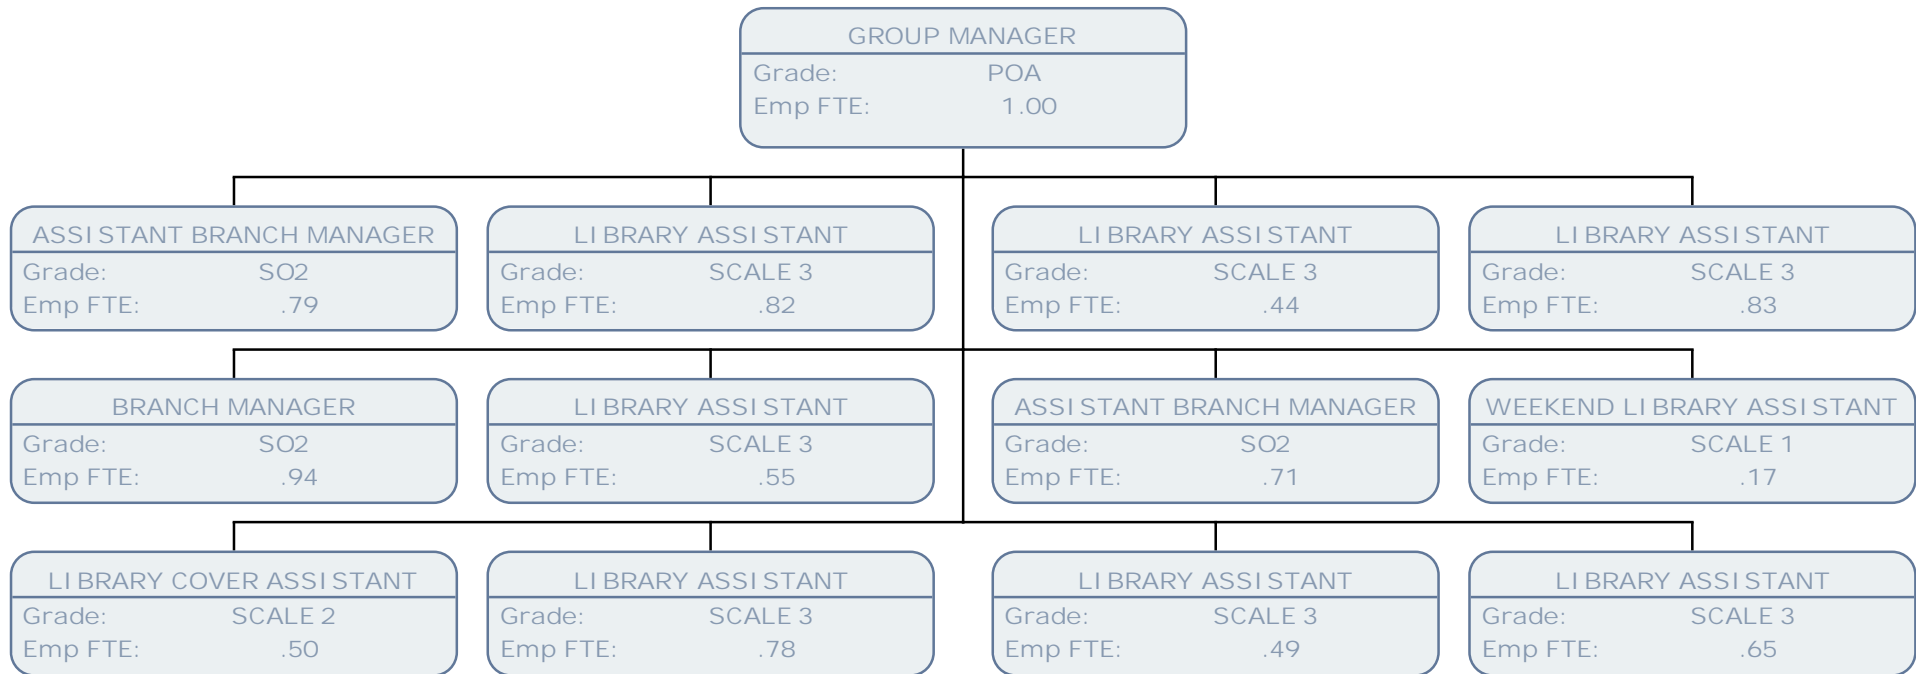 GROUP MANAGER
Grade: POA
Emp FTE: 1.00
ASSISTANT BRANCH MANAGER
Grade: SO2
Emp FTE: .79
LIBRARY ASSISTANT
Grade: SCALE 3
Emp FTE: .82
LIBRARY ASSISTANT
Grade: SCALE 3
Emp FTE: .44
LIBRARY ASSISTANT
Grade: SCALE 3
Emp FTE: .83
BRANCH MANAGER
Grade: SO2
Emp FTE: .94
LIBRARY ASSISTANT
Grade: SCALE 3
Emp FTE: .55
ASSISTANT BRANCH MANAGER
Grade: SO2
Emp FTE: .71
WEEKEND LIBRARY ASSISTANT
Grade: SCALE 1
Emp FTE: .17
LIBRARY COVER ASSISTANT
Grade: SCALE 2
Emp FTE: .50
LIBRARY ASSISTANT
Grade: SCALE 3
Emp FTE: .78
LIBRARY ASSISTANT
Grade: SCALE 3
Emp FTE: .49
LIBRARY ASSISTANT
Grade: SCALE 3
Emp FTE: .65